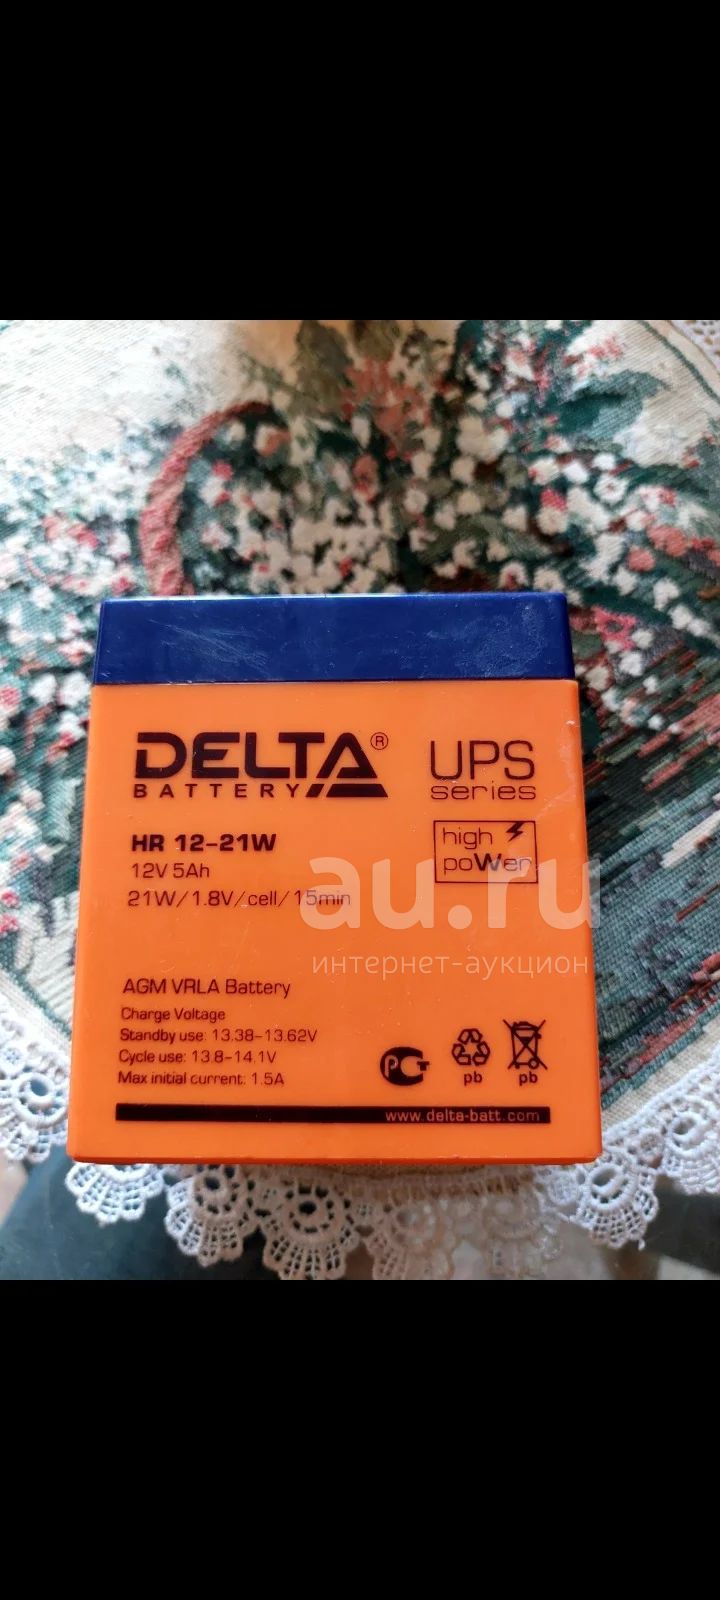 DELTA®
BATTERY
UPS
series
HR 12-21W
12V 5Ah
21W/1.8V/cell/15min
high
poWer
au.ru
интернет-аукцион
AGM VRLA Battery
Charge Voltage
Standby use: 13.38-13.62V
Cycle use: 13.8-14.1V
Max initial current: 1.5A
РСТ
pb
pb
www.delta-batt.com